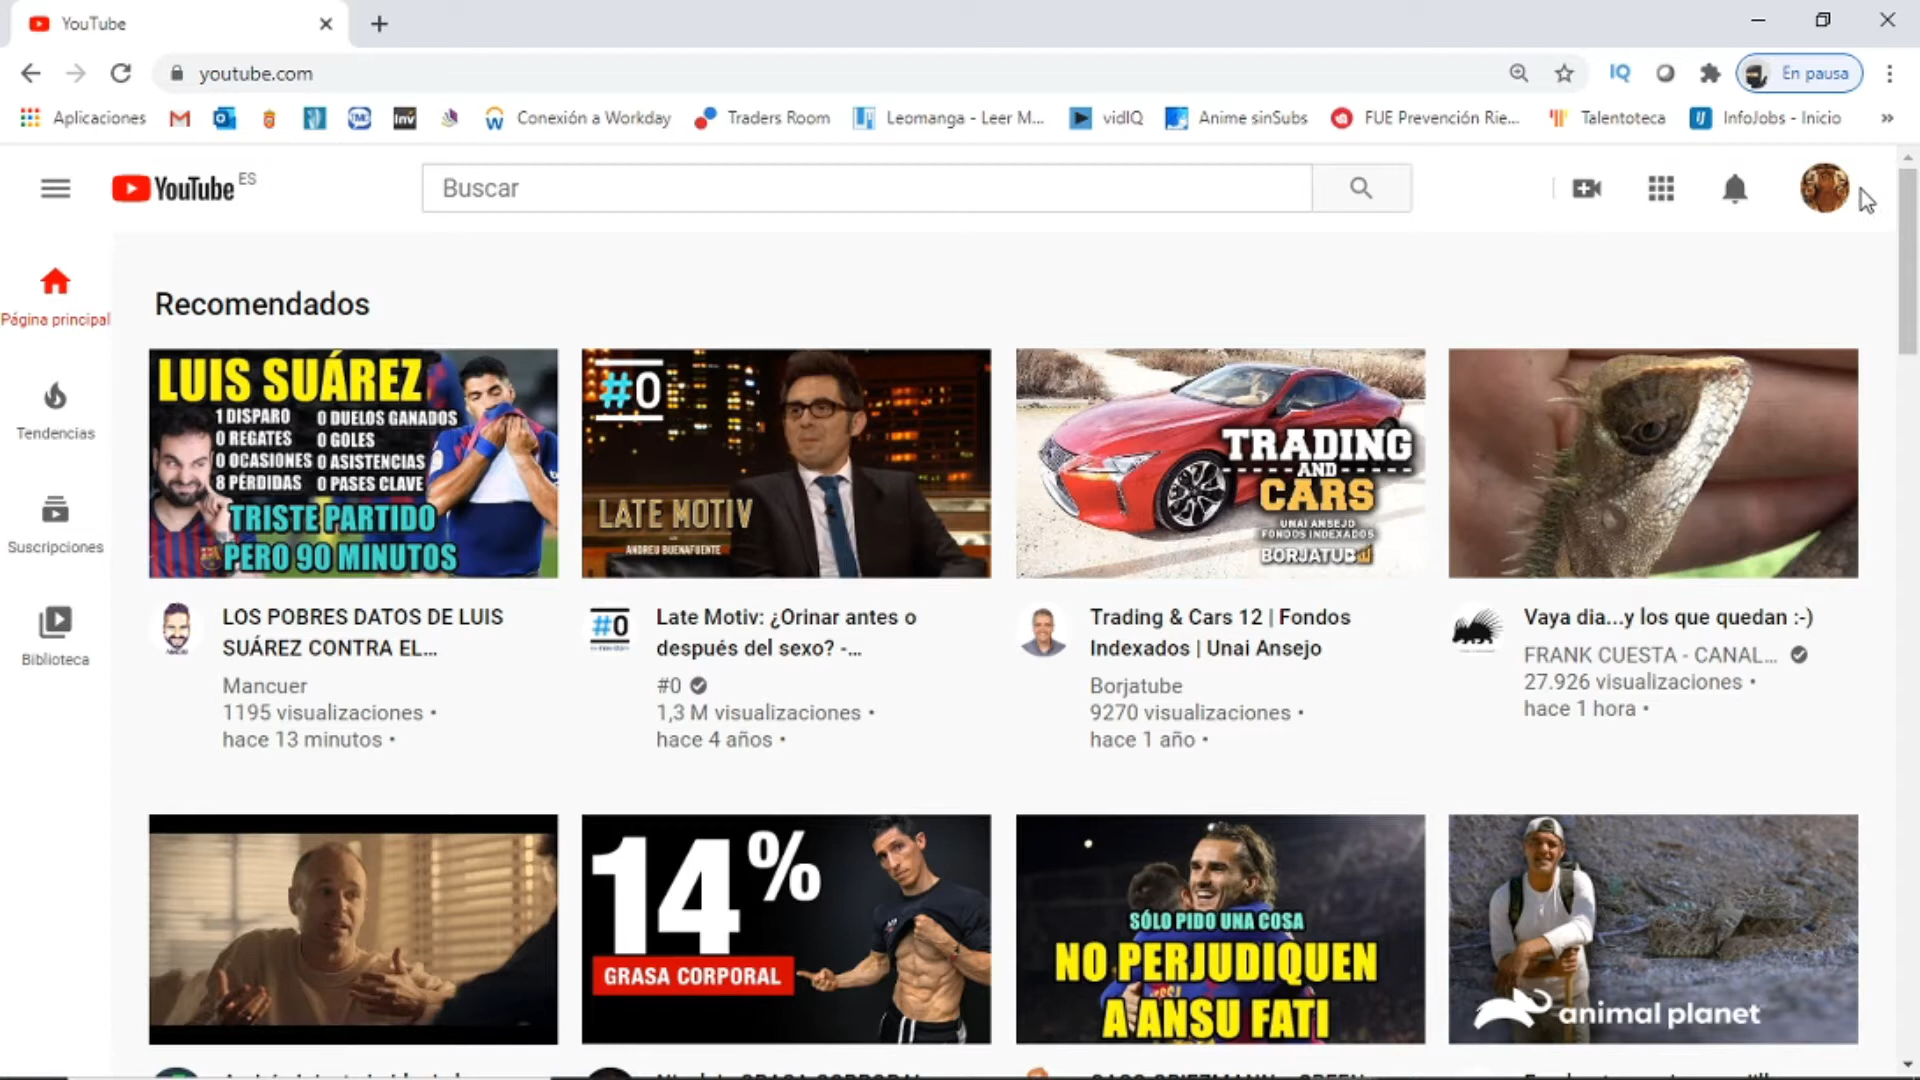 YouTube
youtube.com
IQ
En pausa
Aplicaciones
Inv
Conexión a Workday
Traders Room
Leomanga - Leer M...
vidIQ
Anime sinSubs
FUE Prevención Rie...
Talentoteca
InfoJobs - Inicio
YouTube ES
Buscar
Página principal
Tendencias
Suscripciones
Biblioteca
Recomendados
LUIS SUÁREZ
1 DISPARO 0 DUELOS GANADOS
0 REGATES 0 GOLES
0 OCASIONES 0 ASISTENCIAS
8 PÉRDIDAS 0 PASES CLAVE
TRISTE PARTIDO
PERO 90 MINUTOS
#0
LATE MOTIV
ANDREU BUENAFUENTE
TRADING
AND
CARS
UNAI ANSEJO
FONDOS INDEXADOS
BORJATUBE
LOS POBRES DATOS DE LUIS
SUÁREZ CONTRA EL...
Mancuer
1195 visualizaciones •
hace 13 minutos •
#0
Late Motiv: ¿Orinar antes o
después del sexo? -...
#0
1,3 M visualizaciones •
hace 4 años •
Trading & Cars 12 | Fondos
Indexados | Unai Ansejo
Borjatube
9270 visualizaciones •
hace 1 año •
Vaya dia...y los que quedan :-)
FRANK CUESTA - CANAL...
27.926 visualizaciones •
hace 1 hora •
14%
GRASA CORPORAL
SÓLO PIDO UNA COSA
NO PERJUDIQUEN
A ANSU FATI
animal planet